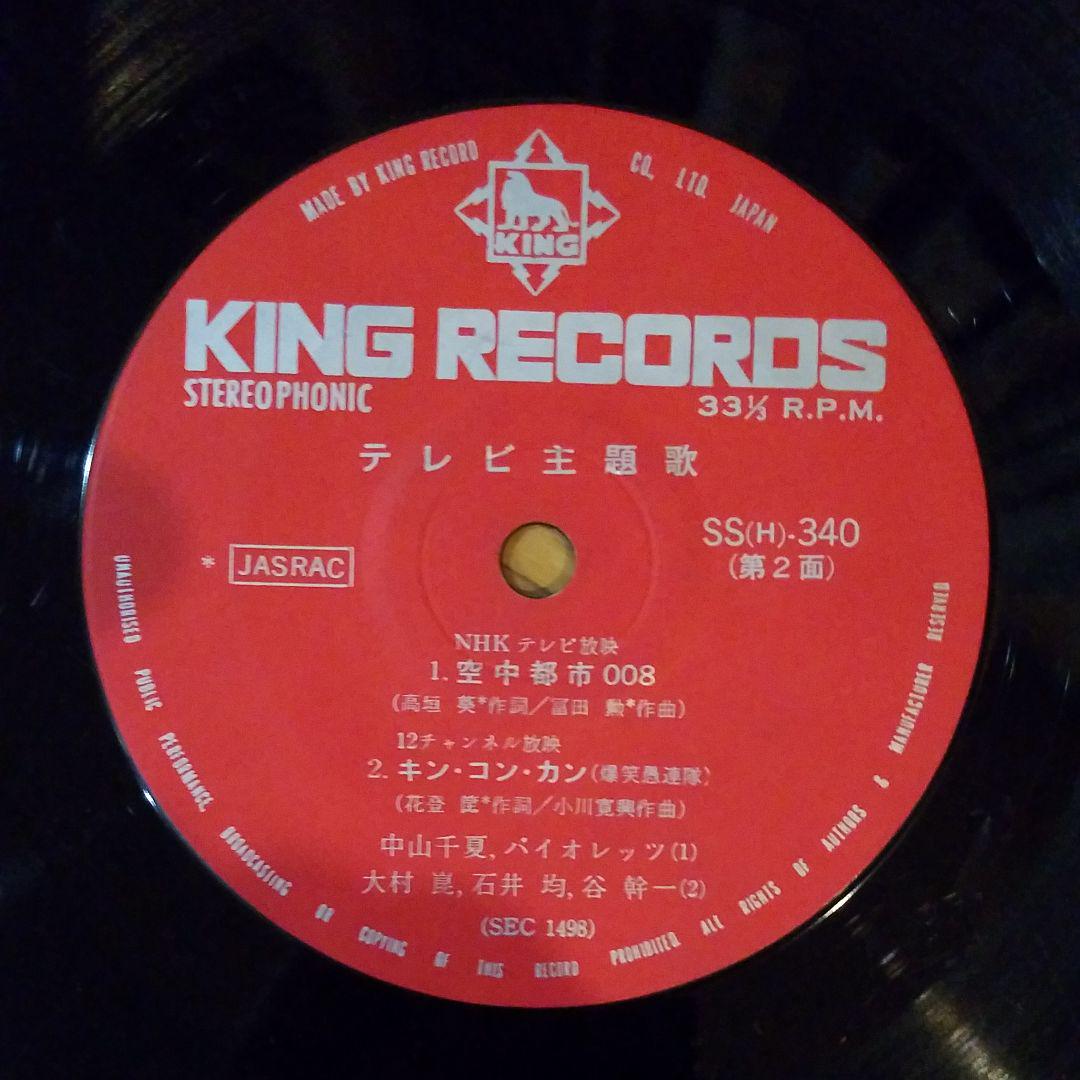 MADE BY KING RECORD CO, LTD. JAPAN
KING
KING RECORDS
STEREOPHONIC
33⅓ R.P.M.
テレビ主題歌
SS(H)-340
(第2面)
* JASRAC
NHK テレビ放映
1. 空中都市008
(高垣 葵*作詞/冨田 勲*作曲)
12チャンネル放映
2. キン・コン・カン(爆笑愚連隊)
(花登 筐*作詞/小川寛興作曲)
中山千夏, バイオレッツ(1)
大村 崑, 石井 均, 谷 幹一(2)
(SEC 1498)
UNAUTHORISED PUBLIC PERFORMANCE, BROADCASTING OR COPYING OF THIS RECORD PROHIBITED ALL RIGHTS OF AUTHORS & MANUFACTURER RESERVED